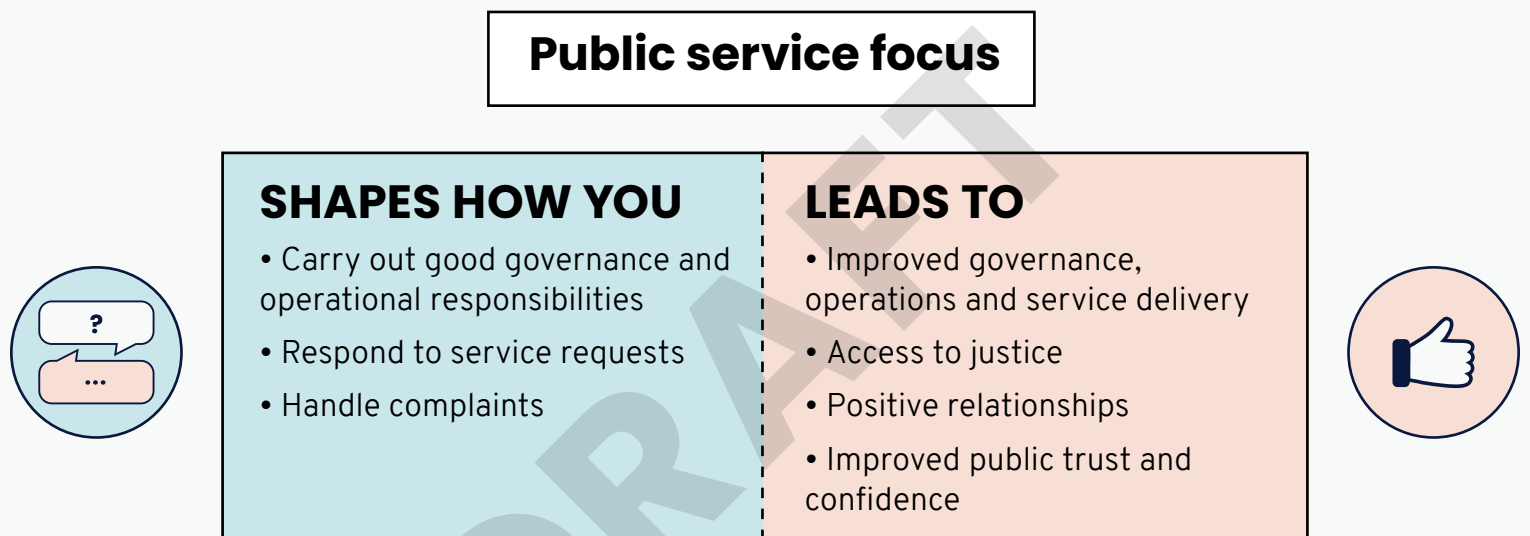 Public service focus
SHAPES HOW YOU
• Carry out good governance and
operational responsibilities
• Respond to service requests
• Handle complaints
LEADS TO
• Improved governance,
operations and service delivery
• Access to justice
• Positive relationships
• Improved public trust and
confidence
?
...
DRAFT